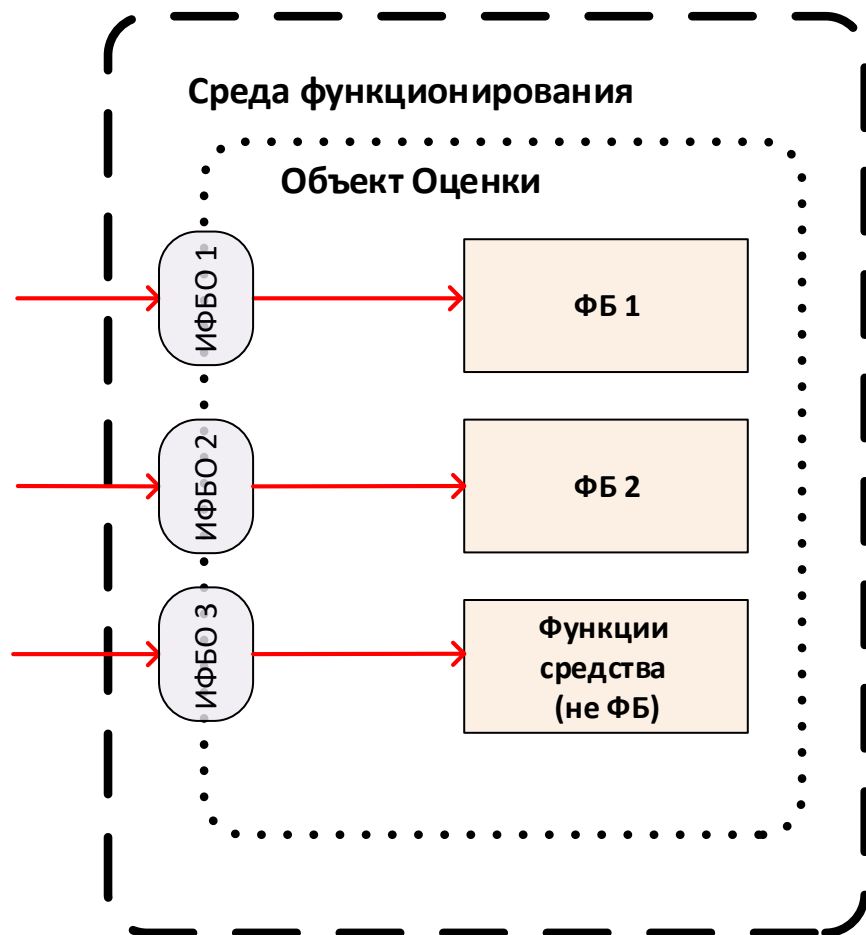 Среда функционирования
Объект Оценки
ИФБО 1
ФБ 1
ИФБО 2
ФБ 2
ИФБО 3
Функции
средства
(не ФБ)